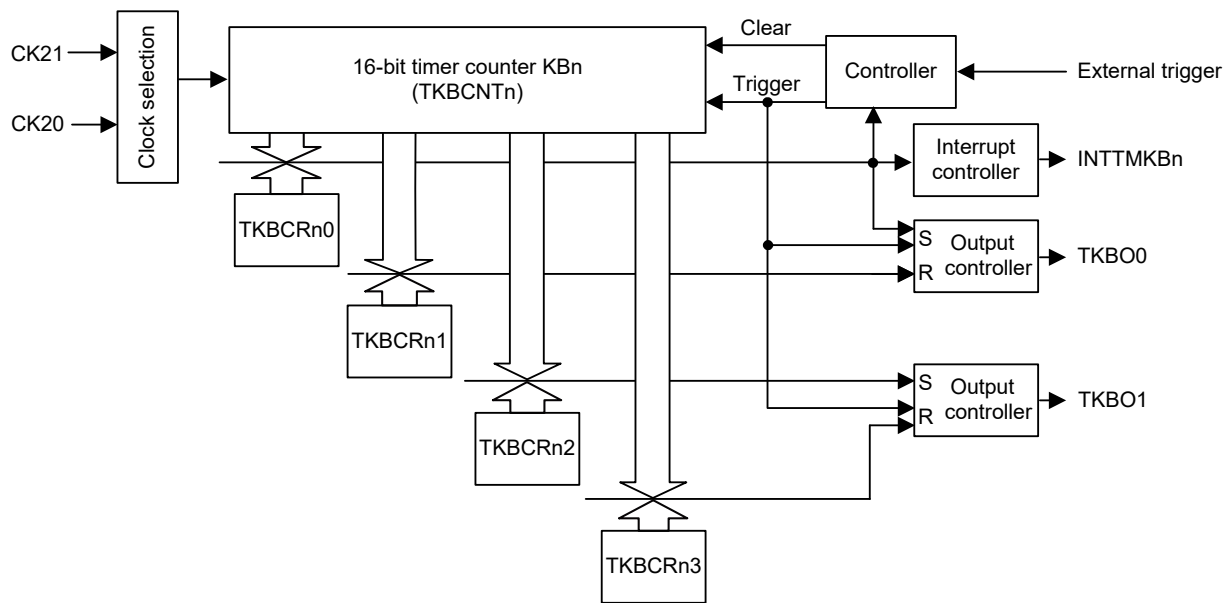 CK21
CK20
Clock selection
16-bit timer counter KBn
(TKBCNTn)
Clear
Trigger
Controller
External trigger
Interrupt
controller
INTTMKBn
TKBCRn0
S
R
Output
controller
TKBO0
TKBCRn1
S
R
Output
controller
TKBO1
TKBCRn2
TKBCRn3